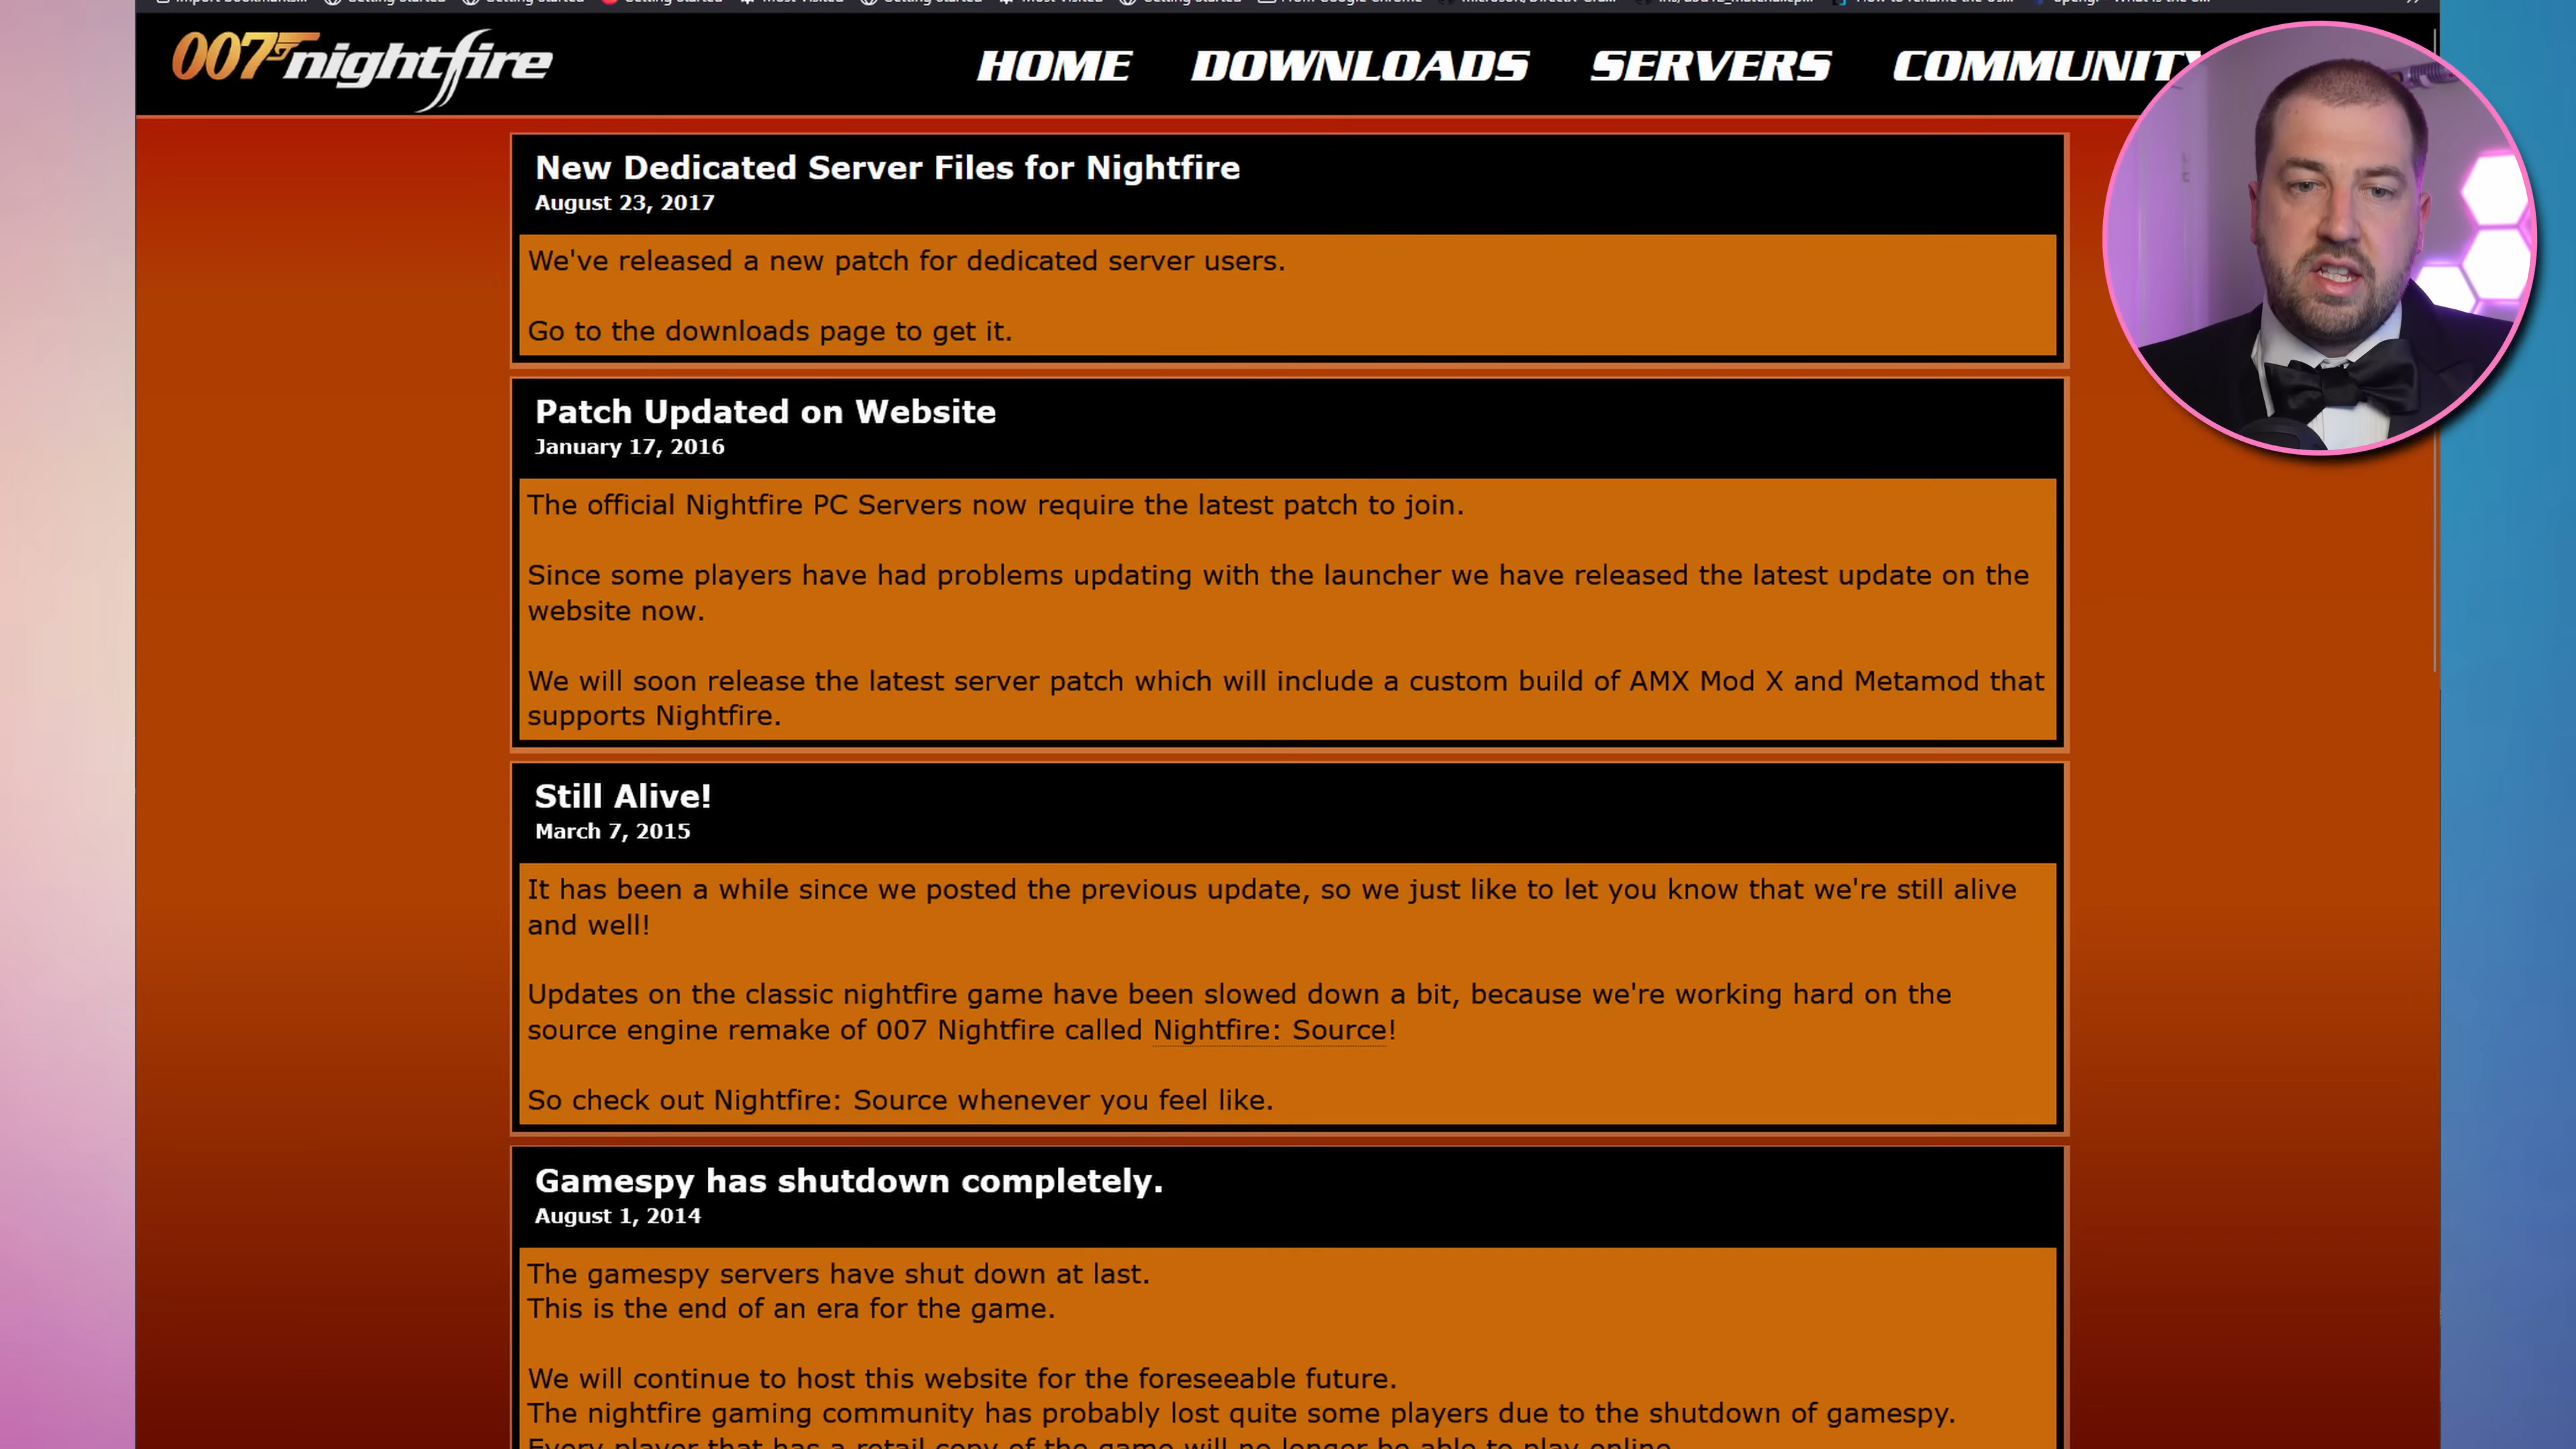 007 nightfire
HOME DOWNLOADS SERVERS COMMUNITY
New Dedicated Server Files for Nightfire
August 23, 2017
We've released a new patch for dedicated server users.
Go to the downloads page to get it.
Patch Updated on Website
January 17, 2016
The official Nightfire PC Servers now require the latest patch to join.
Since some players have had problems updating with the launcher we have released the latest update on the
website now.
We will soon release the latest server patch which will include a custom build of AMX Mod X and Metamod that
supports Nightfire.
Still Alive!
March 7, 2015
It has been a while since we posted the previous update, so we just like to let you know that we're still alive
and well!
Updates on the classic nightfire game have been slowed down a bit, because we're working hard on the
source engine remake of 007 Nightfire called Nightfire: Source!
So check out Nightfire: Source whenever you feel like.
Gamespy has shutdown completely.
August 1, 2014
The gamespy servers have shut down at last.
This is the end of an era for the game.
We will continue to host this website for the foreseeable future.
The nightfire gaming community has probably lost quite some players due to the shutdown of gamespy.
Every player that has a retail copy of the game will no longer be able to play online